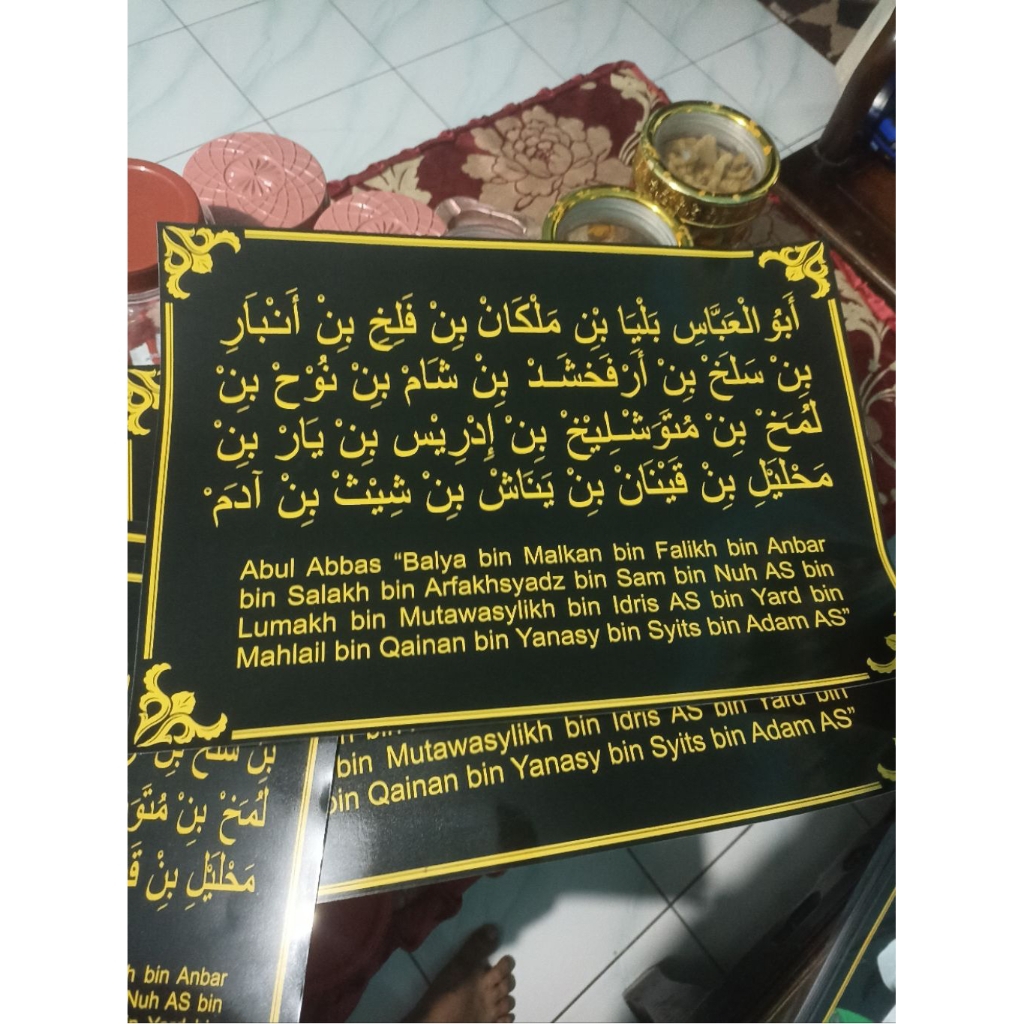 أَبُو الْعَبَّاسِ بَلْيَا بِنْ مَلْكَانْ بِنْ فَلِخِ بِنْ أَنْبَارِ
بِنْ سَلَخْ بِنْ أَرْفَخَشَدْ بِنْ شَامْ بِنْ نُوْحْ بِنْ
لَمُخَ بِنْ مُتَوَشْلِيْخْ بِنْ إِدْرِيْس بِنْ يَارْ بِنْ
مَحْلَيْلِ بِنْ قَيْنَانْ بِنْ يَنَاشْ بِنْ شِيْثْ بِنْ آدَمَ
Abul Abbas “Balya bin Malkan bin Falikh bin Anbar
bin Salakh bin Arfakhsyadz bin Sam bin Nuh AS bin
Lumakh bin Mutawasylikh bin Idris AS bin Yard bin
Mahlail bin Qainan bin Yanasy bin Syits bin Adam AS”
bin Idris AS bin Yard bin
bin Mutawasylikh
bin Qainan bin Yanasy bin Syits bin Adam AS”
بِنْ سَلَخْ بِنْ
لَمُخَ بِنْ
مَحْلَيْلِ بِنْ
bin Anbar
Nuh AS bin